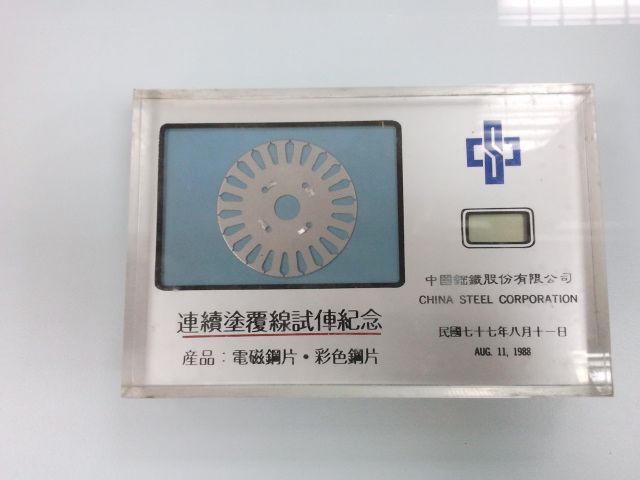 連續塗覆線試俥紀念
産品：電磁鋼片・彩色鋼片
中國鋼鐵股份有限公司
CHINA STEEL CORPORATION
民國七十七年八月十一日
AUG. 11, 1988